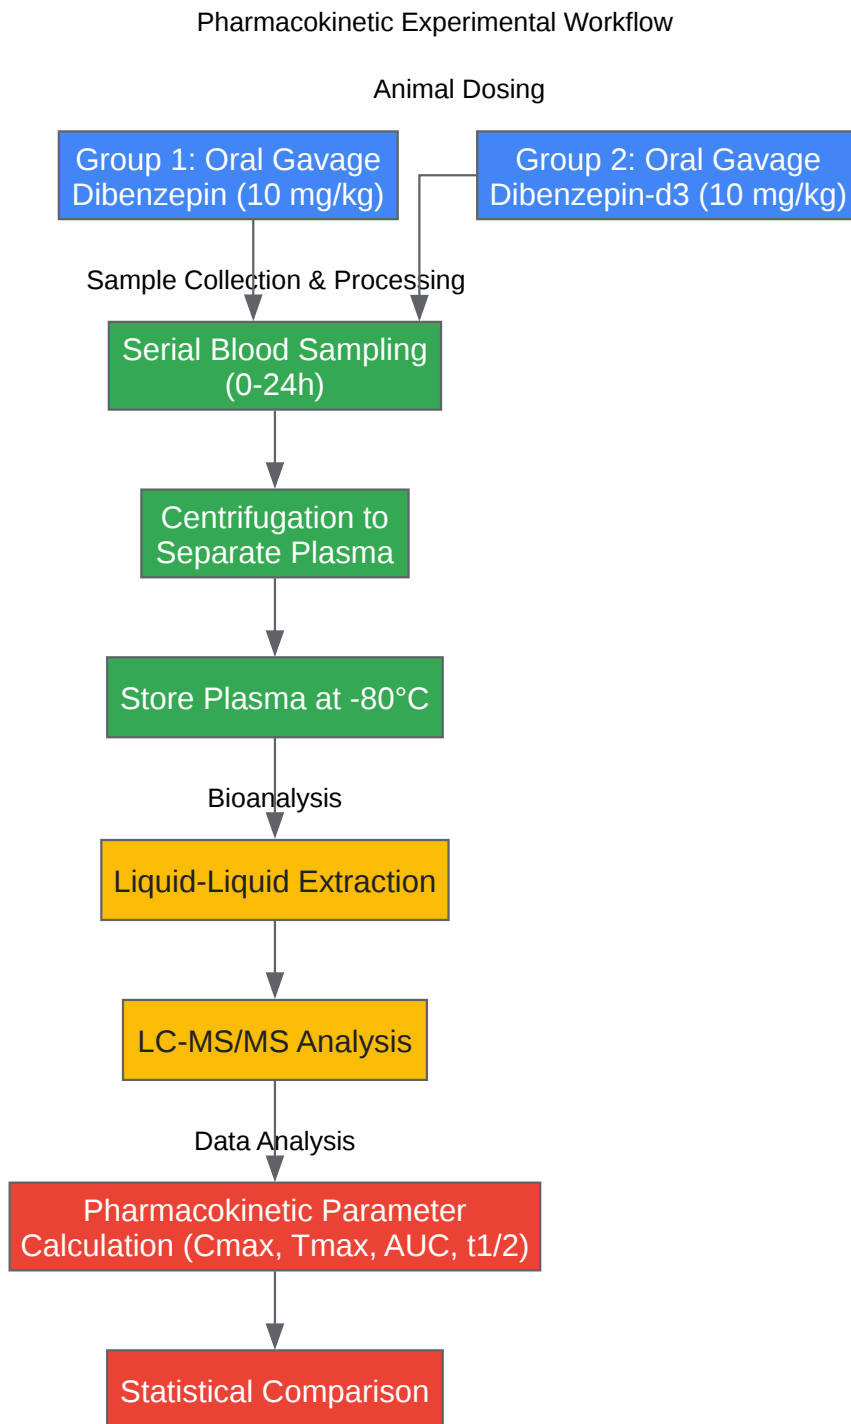 Pharmacokinetic Experimental Workflow
Animal Dosing
Group 1: Oral Gavage
Dibenzepin (10 mg/kg)
Group 2: Oral Gavage
Dibenzepin-d3 (10 mg/kg)
Sample Collection & Processing
Serial Blood Sampling
(0-24h)
Centrifugation to
Separate Plasma
Store Plasma at -80°C
Bioanalysis
Liquid-Liquid Extraction
LC-MS/MS Analysis
Data Analysis
Pharmacokinetic Parameter
Calculation (Cmax, Tmax, AUC, t1/2)
Statistical Comparison